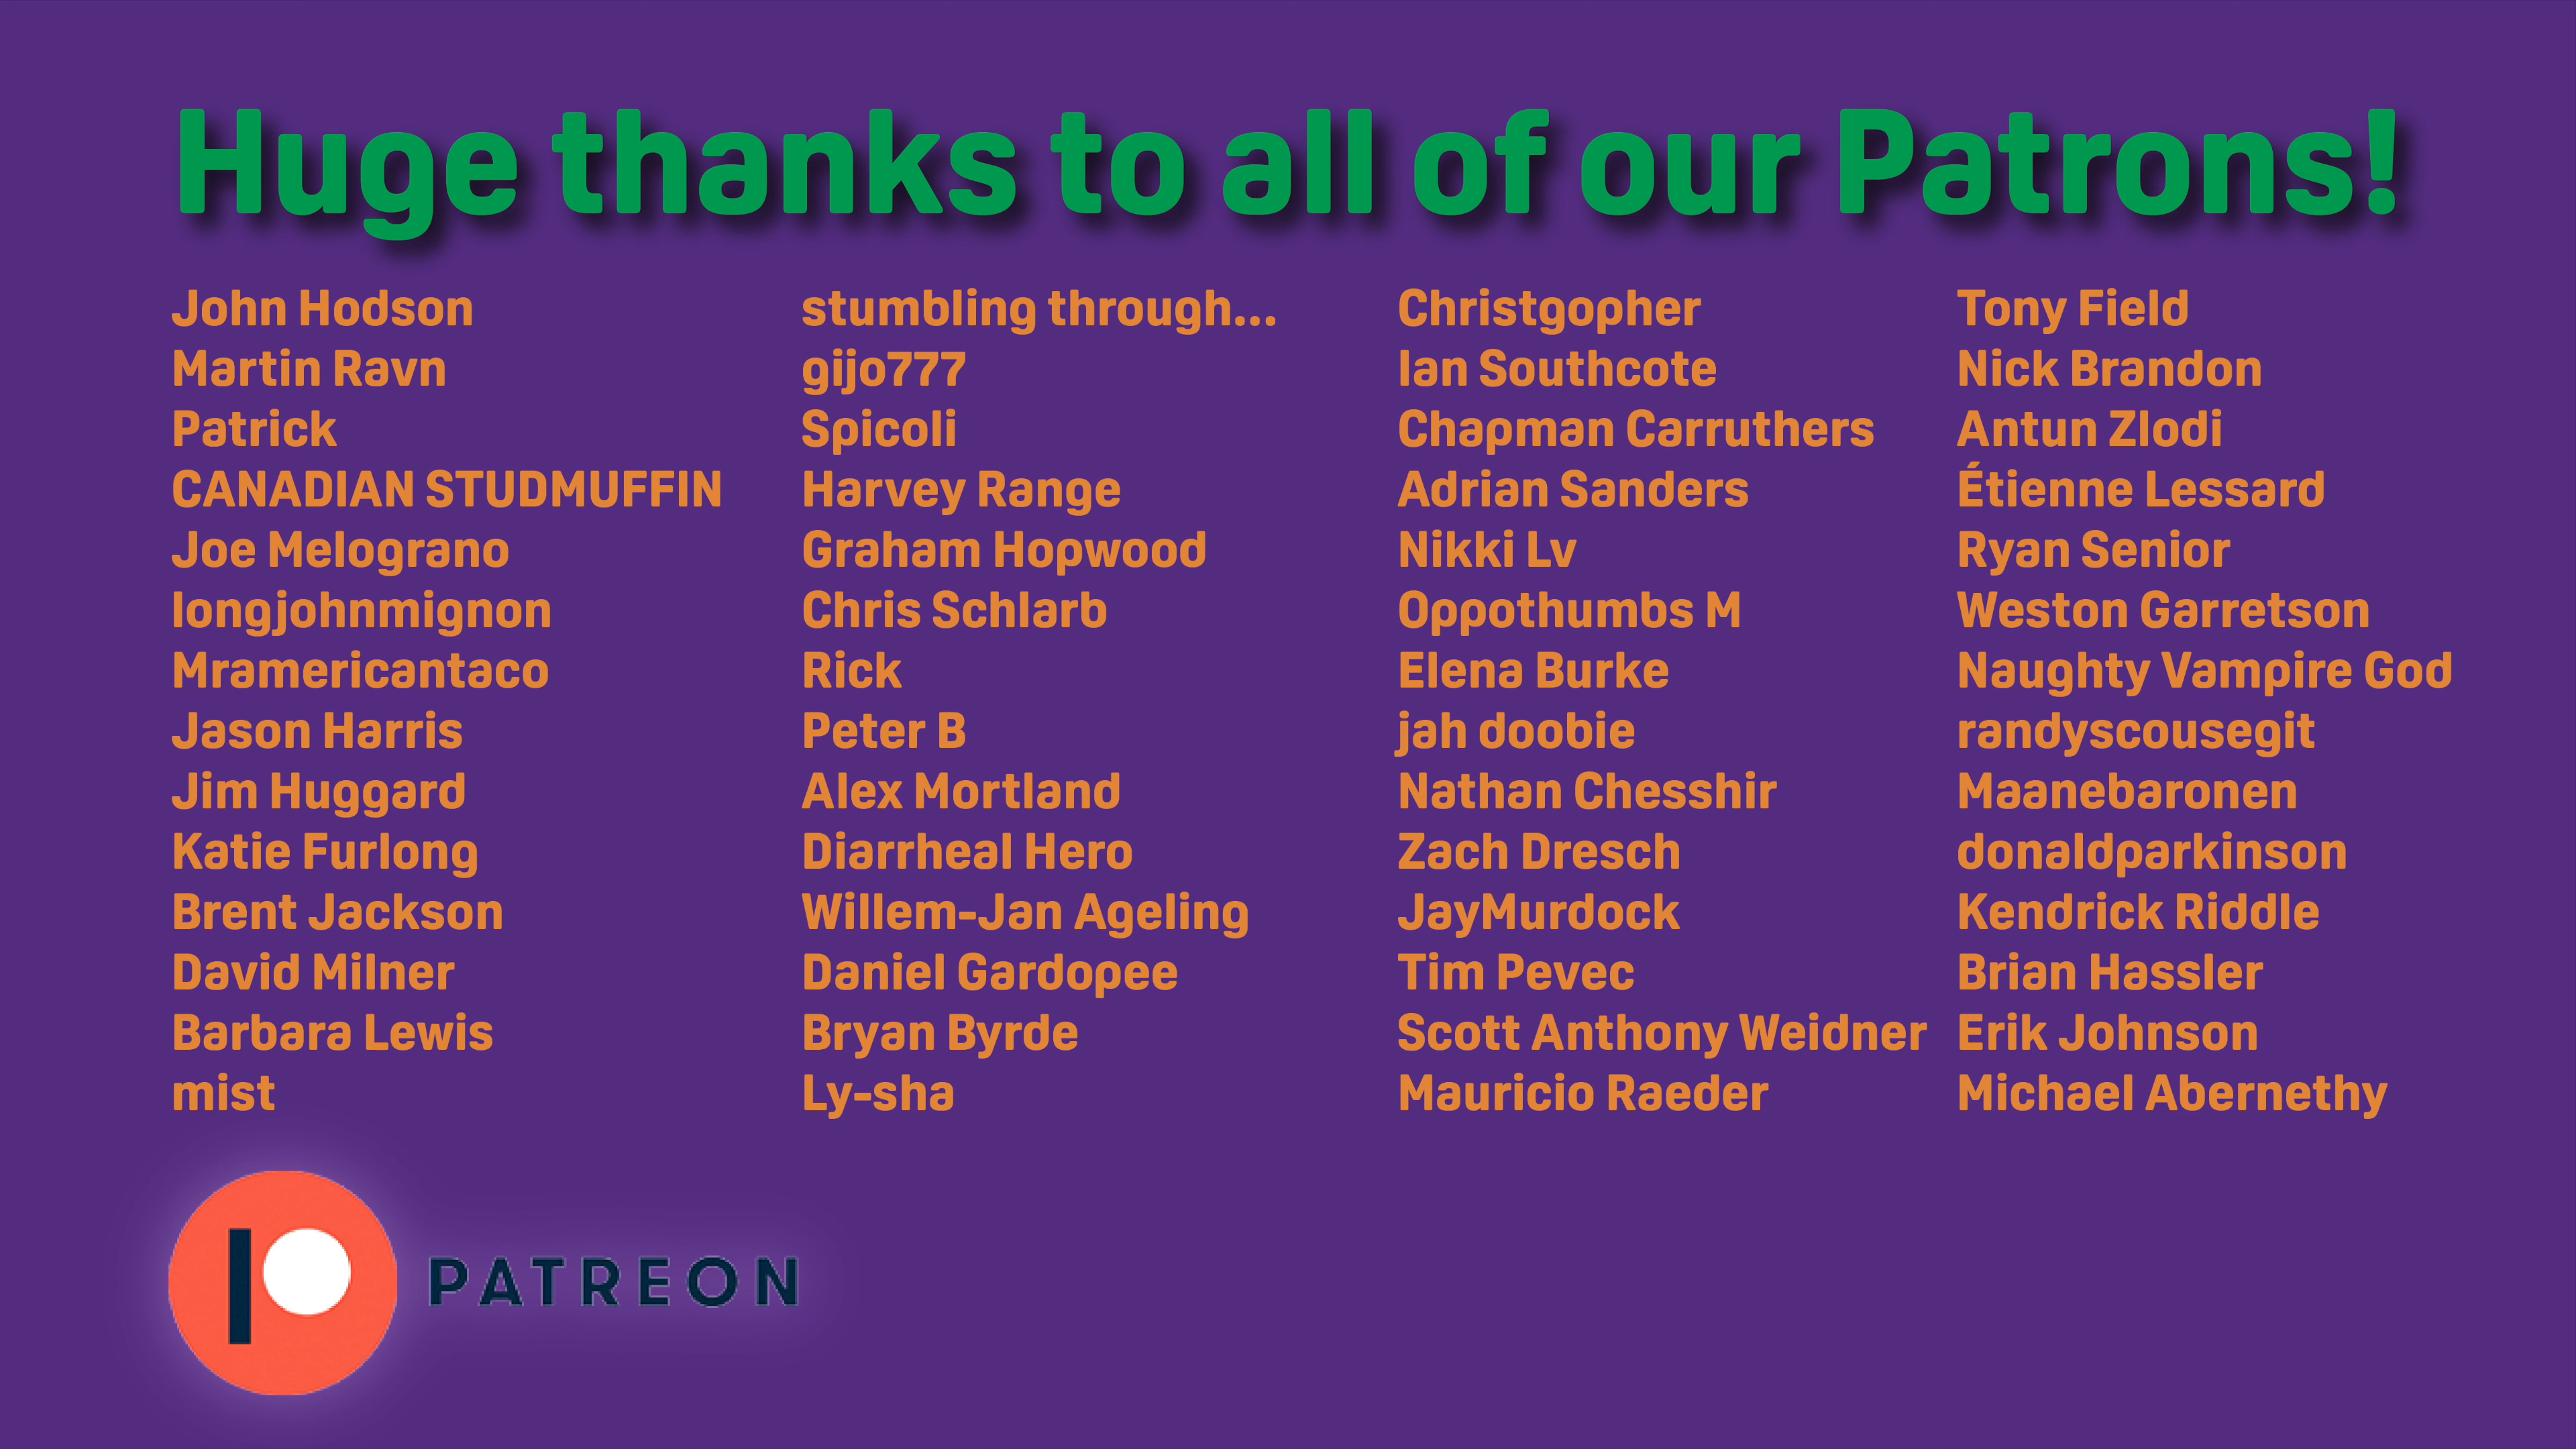 Huge thanks to all of our Patrons!
John Hodson
Martin Ravn
Patrick
CANADIAN STUDMUFFIN
Joe Melograno
longjohnmignon
Mramericantaco
Jason Harris
Jim Huggard
Katie Furlong
Brent Jackson
David Milner
Barbara Lewis
mist
stumbling through...
gijo777
Spicoli
Harvey Range
Graham Hopwood
Chris Schlarb
Rick
Peter B
Alex Mortland
Diarrheal Hero
Willem-Jan Ageling
Daniel Gardopee
Bryan Byrde
Ly-sha
Christgopher
Ian Southcote
Chapman Carruthers
Adrian Sanders
Nikki Lv
Oppothumbs M
Elena Burke
jah doobie
Nathan Chesshir
Zach Dresch
JayMurdock
Tim Pevec
Scott Anthony Weidner
Mauricio Raeder
Tony Field
Nick Brandon
Antun Zlodi
Étienne Lessard
Ryan Senior
Weston Garretson
Naughty Vampire God
randyscousegit
Maanebaronen
donaldparkinson
Kendrick Riddle
Brian Hassler
Erik Johnson
Michael Abernethy
PATREON